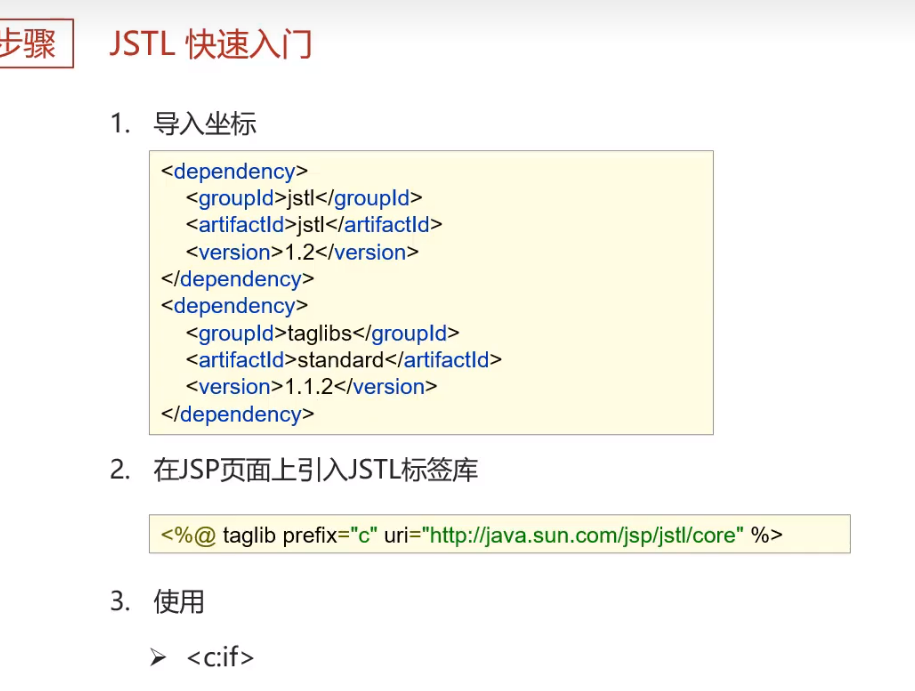 步骤
JSTL 快速入门
1. 导入坐标
<dependency>
<groupId>jstl</groupId>
<artifactId>jstl</artifactId>
<version>1.2</version>
</dependency>
<dependency>
<groupId>taglibs</groupId>
<artifactId>standard</artifactId>
<version>1.1.2</version>
</dependency>
2. 在JSP页面上引入JSTL标签库
<%@ taglib prefix="c" uri="http://java.sun.com/jsp/jstl/core" %>
3. 使用
➢ <c:if>